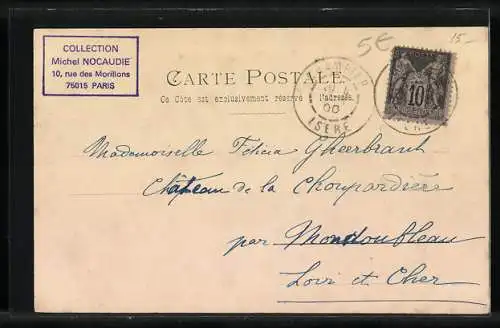 COLLECTION
Michel NOCAUDIE
10, rue des Morillons
75015 PARIS
5€
15-
CARTE POSTALE
Ce Côté est exclusivement réservé à l'adresse
00
ISÈRE
10
Mademoiselle Félicia Gheerbrant
Château de la Choupardière
par Mondoubleau
Loir et Cher